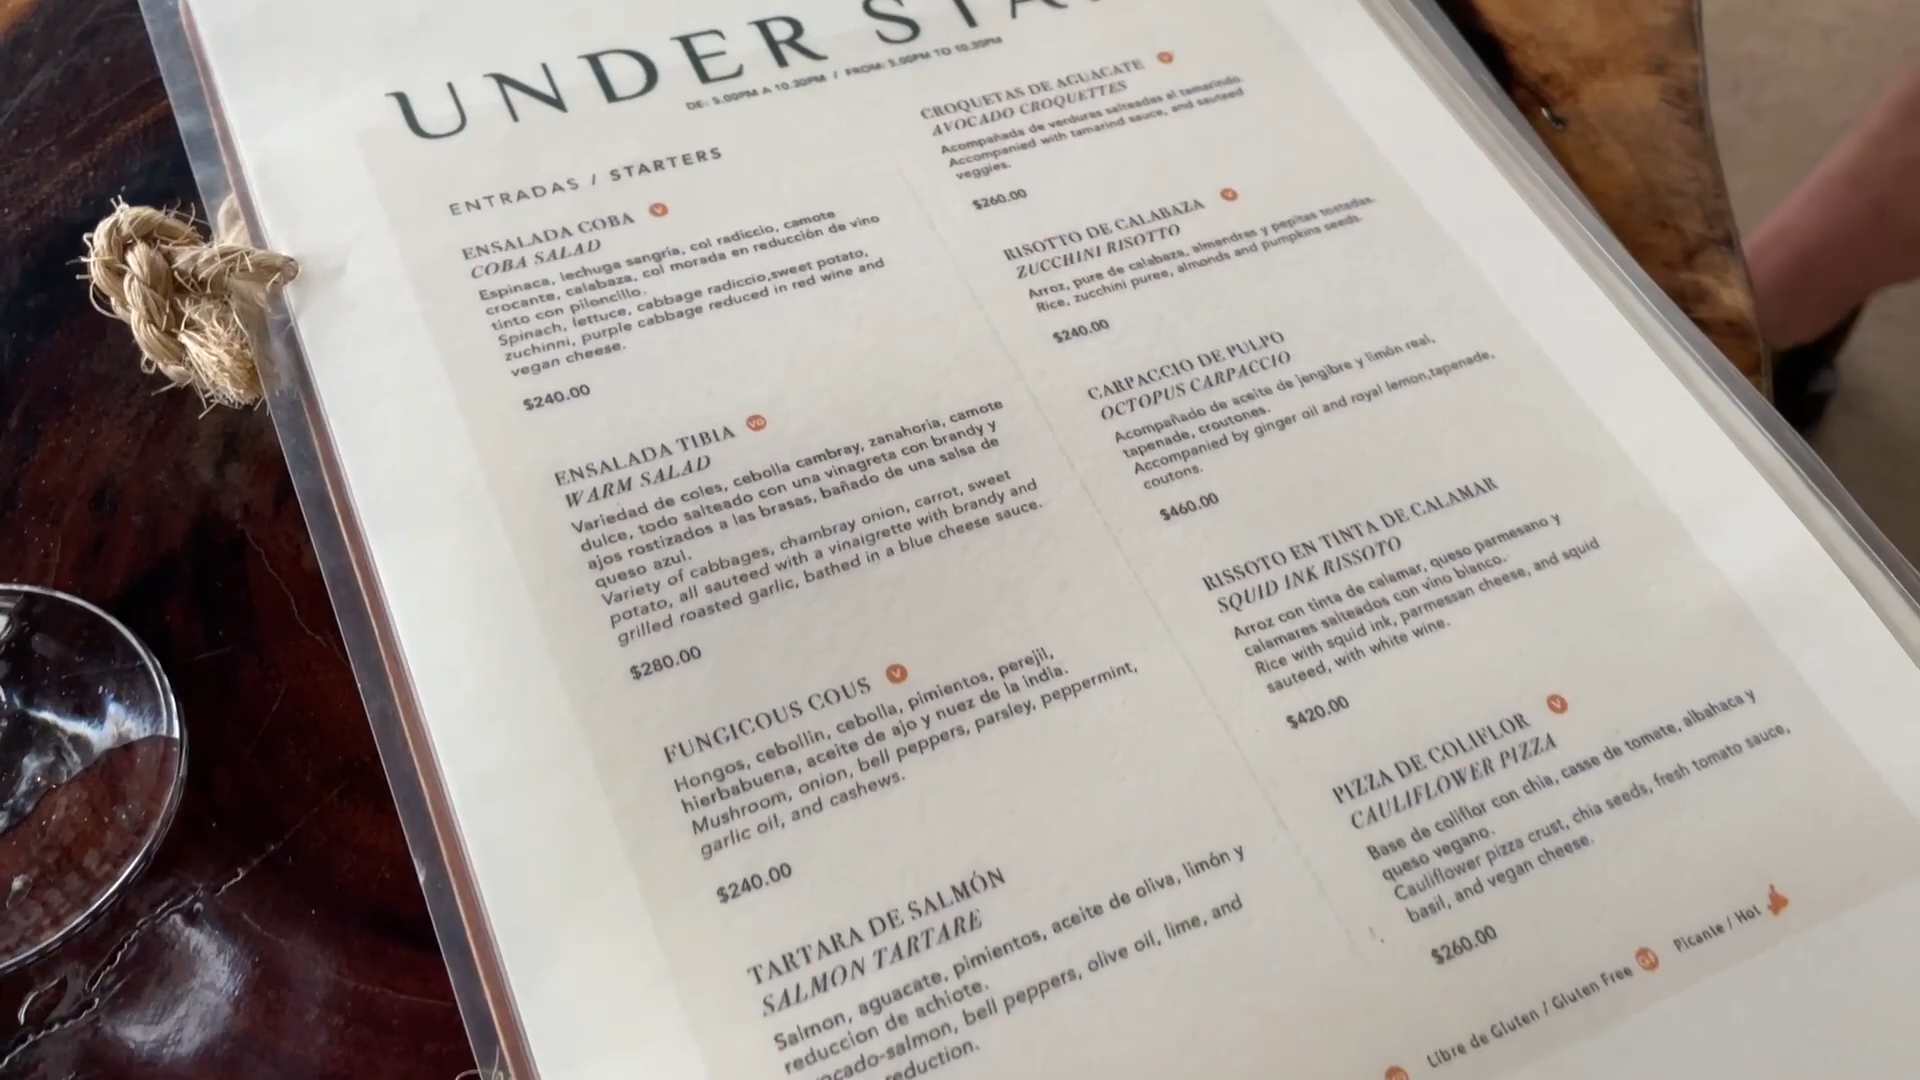 UNDER
DE: 5.00PM A 10.30PM / FROM: 5.00PM TO 10.30PM
ENTRADAS / STARTERS
ENSALADA COBA V
COBA SALAD
Espinaca, lechuga sangría, col radiccio, camote
crocante, calabaza, col morada en reducción de vino
tinto con piloncillo.
Spinach, lettuce, cabbage radiccio,sweet potato,
zuchinni, purple cabbage reduced in red wine and
vegan cheese.
$240.00
ENSALADA TIBIA VG
WARM SALAD
Variedad de coles, cebolla cambray, zanahoria, camote
dulce, todo salteado con una vinagreta con brandy y
ajos rostizados a las brasas, bañado de una salsa de
queso azul.
Variety of cabbages, chambray onion, carrot, sweet
potato, all sauteed with a vinaigrette with brandy and
grilled roasted garlic, bathed in a blue cheese sauce.
$280.00
FUNGICOUS COUS V
Hongos, cebollin, cebolla, pimientos, perejil,
hierbabuena, aceite de ajo y nuez de la india.
Mushroom, onion, bell peppers, parsley, peppermint,
garlic oil, and cashews.
$240.00
TARTARA DE SALMÓN
SALMON TARTARE
Salmon, aguacate, pimientos, aceite de oliva, limón y
reduccion de achiote.
bell peppers, olive oil, lime, and
reduction.
CROQUETAS DE AGUACATE V
AVOCADO CROQUETTES
Acompañada de verduras salteadas al tamarindo.
Accompanied with tamarind sauce, and sauteed
veggies.
$260.00
RISOTTO DE CALABAZA V
ZUCCHINI RISOTTO
Arroz, pure de calabaza, almendras y pepitas tostadas.
Rice, zucchini puree, almonds and pumpkins seeds.
$240.00
CARPACCIO DE PULPO
OCTOPUS CARPACCIO
Acompañado de aceite de jengibre y limón real,
tapenade, croutones.
Accompanied by ginger oil and royal lemon,tapenade,
coutons.
$460.00
RISSOTO EN TINTA DE CALAMAR
SQUID INK RISSOTO
Arroz con tinta de calamar, queso parmesano y
calamares salteados con vino blanco.
Rice with squid ink, parmessan cheese, and squid
sauteed, with white wine.
$420.00
PIZZA DE COLIFLOR V
CAULIFLOWER PIZZA
Base de coliflor con chia, casse de tomate, albahaca y
queso vegano.
Cauliflower pizza crust, chia seeds, fresh tomato sauce,
basil, and vegan cheese.
$260.00
Libre de Gluten / Gluten Free GF Picante / Hot